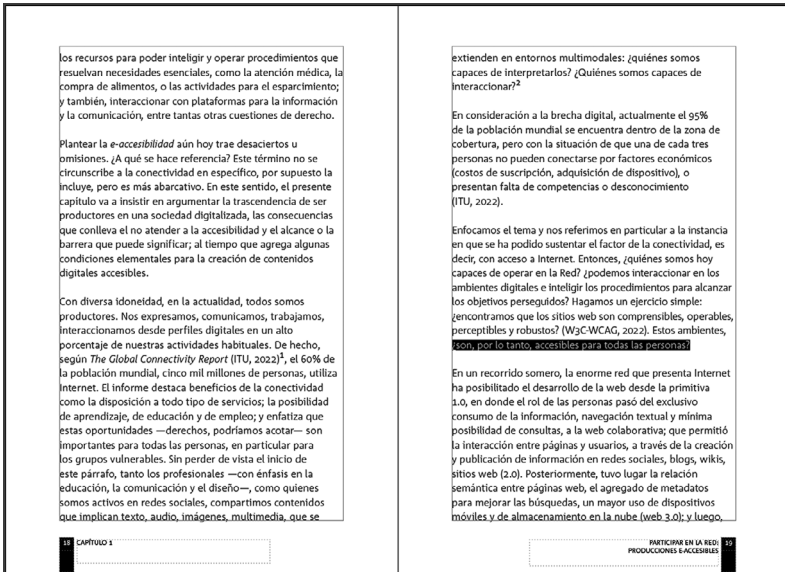 los recursos para poder inteligir y operar procedimientos que
resuelvan necesidades esenciales, como la atención médica, la
compra de alimentos, o las actividades para el esparcimiento;
y también, interaccionar con plataformas para la información
y la comunicación, entre tantas otras cuestiones de derecho.

Plantear la e-accesibilidad aún hoy trae desaciertos u
omisiones. ¿A qué se hace referencia? Este término no se
circunscribe a la conectividad en específico, por supuesto la
incluye, pero es más abarcativo. En este sentido, el presente
capítulo va a insistir en argumentar la trascendencia de ser
productores en una sociedad digitalizada, las consecuencias
que conlleva el no atender a la accesibilidad y el alcance o la
barrera que puede significar; al tiempo que agrega algunas
condiciones elementales para la creación de contenidos
digitales accesibles.

Con diversa idoneidad, en la actualidad, todos somos
productores. Nos expresamos, comunicamos, trabajamos,
interaccionamos desde perfiles digitales en un alto
porcentaje de nuestras actividades habituales. De hecho,
según The Global Connectivity Report (ITU, 2022)1, el 60% de
la población mundial, cinco mil millones de personas, utiliza
Internet. El informe destaca beneficios de la conectividad
como la disposición a todo tipo de servicios; la posibilidad
de aprendizaje, de educación y de empleo; y enfatiza que
estas oportunidades —derechos, podríamos acotar— son
importantes para todas las personas, en particular para
los grupos vulnerables. Sin perder de vista el inicio de
este párrafo, tanto los profesionales —con énfasis en la
educación, la comunicación y el diseño—, como quienes
somos activos en redes sociales, compartimos contenidos
que implican texto, audio, imágenes, multimedia, que se
18 CAPÍTULO 1

extienden en entornos multimodales: ¿quiénes somos
capaces de interpretarlos? ¿Quiénes somos capaces de
interaccionar?2

En consideración a la brecha digital, actualmente el 95%
de la población mundial se encuentra dentro de la zona de
cobertura, pero con la situación de que una de cada tres
personas no pueden conectarse por factores económicos
(costos de suscripción, adquisición de dispositivo), o
presentan falta de competencias o desconocimiento
(ITU, 2022).

Enfocamos el tema y nos referimos en particular a la instancia
en que se ha podido sustentar el factor de la conectividad, es
decir, con acceso a Internet. Entonces, ¿quiénes somos hoy
capaces de operar en la Red? ¿podemos interaccionar en los
ambientes digitales e inteligir los procedimientos para alcanzar
los objetivos perseguidos? Hagamos un ejercicio simple:
¿encontramos que los sitios web son comprensibles, operables,
perceptibles y robustos? (W3C-WCAG, 2022). Estos ambientes,
¿son, por lo tanto, accesibles para todas las personas?

En un recorrido somero, la enorme red que presenta Internet
ha posibilitado el desarrollo de la web desde la primitiva
1.0, en donde el rol de las personas pasó del exclusivo
consumo de la información, navegación textual y mínima
posibilidad de consultas, a la web colaborativa; que permitió
la interacción entre páginas y usuarios, a través de la creación
y publicación de información en redes sociales, blogs, wikis,
sitios web (2.0). Posteriormente, tuvo lugar la relación
semántica entre páginas web, el agregado de metadatos
para mejorar las búsquedas, un mayor uso de dispositivos
móviles y de almacenamiento en la nube (web 3.0); y luego,
PARTICIPAR EN LA RED: 19
PRODUCCIONES E-ACCESIBLES